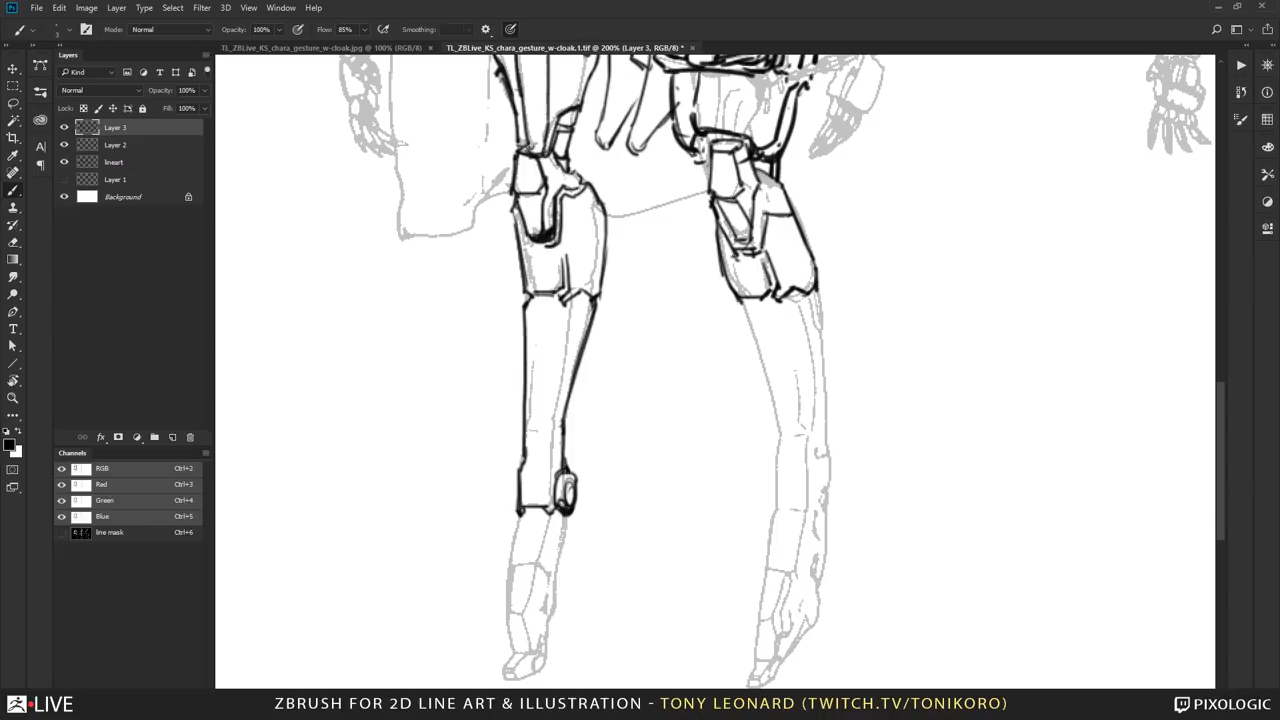 Ps File Edit Image Layer Type Select Filter 3D View Window Help
3 Mode: Normal Opacity: 100% Flow: 85% Smoothing:
TL_ZBLive_KS_chara_gesture_w-cloak.jpg @ 100% (RGB/8) × TL_ZBLive_KS_chara_gesture_w-cloak.1.tif @ 200% (Layer 3, RGB/8) * ×
Layers
Kind
Normal Opacity: 100%
Lock: Fill: 100%
Layer 3
Layer 2
lineart
Layer 1
Background
fx
Channels
RGB Ctrl+2
Red Ctrl+3
Green Ctrl+4
Blue Ctrl+5
line mask Ctrl+6
LIVE ZBRUSH FOR 2D LINE ART & ILLUSTRATION - TONY LEONARD (TWITCH.TV/TONIKORO) PIXOLOGIC